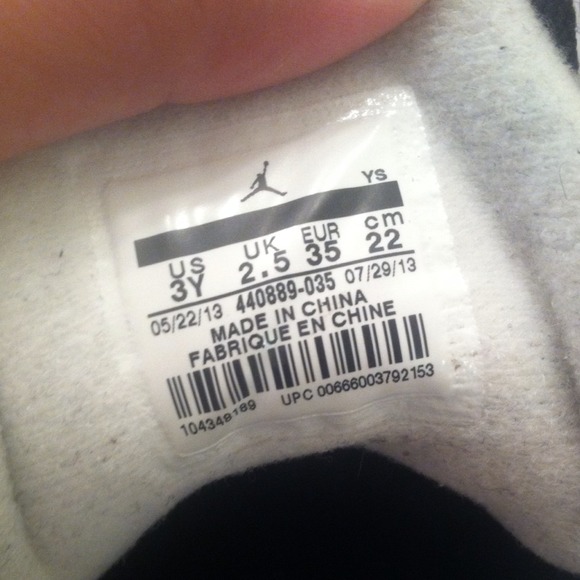 YS
US UK EUR cm
3Y 2.5 35 22
05/22/13 440889-035 07/29/13
MADE IN CHINA
FABRIQUE EN CHINE
104348189 UPC 00666003792153